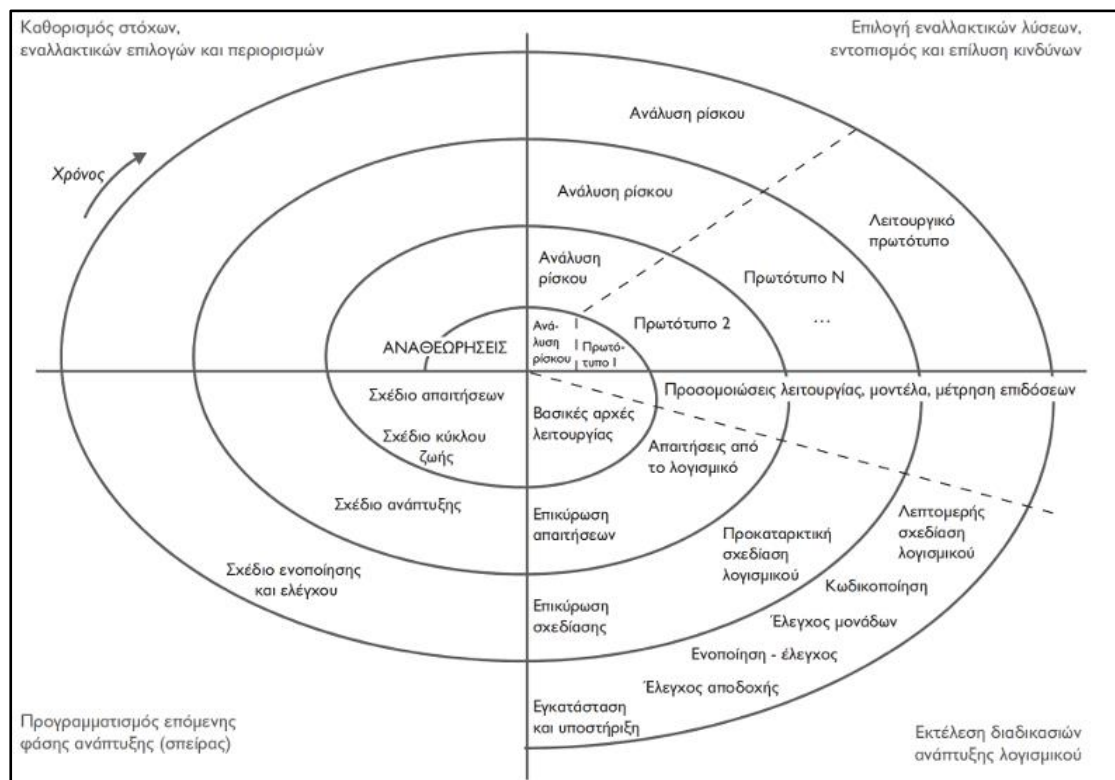 Καθορισμός στόχων,
εναλλακτικών επιλογών και περιορισμών
Επιλογή εναλλακτικών λύσεων,
εντοπισμός και επίλυση κινδύνων
Χρόνος
Ανάλυση ρίσκου
Ανάλυση ρίσκου
Λειτουργικό
πρωτότυπο
Ανάλυση
ρίσκου
Πρωτότυπο Ν
...
Πρωτότυπο 2
ΑΝΑΘΕΩΡΗΣΕΙΣ
Ανά-
λυση
ρίσκου
Πρωτό-
τυπο 1
Προσομοιώσεις λειτουργίας, μοντέλα, μέτρηση επιδόσεων
Σχέδιο απαιτήσεων
Σχέδιο κύκλου
ζωής
Βασικές αρχές
λειτουργίας
Απαιτήσεις από
το λογισμικό
Σχέδιο ανάπτυξης
Επικύρωση
απαιτήσεων
Προκαταρκτική
σχεδίαση
λογισμικού
Λεπτομερής
σχεδίαση
λογισμικού
Σχέδιο ενοποίησης
και ελέγχου
Κωδικοποίηση
Επικύρωση
σχεδίασης
Έλεγχος μονάδων
Ενοποίηση - έλεγχος
Έλεγχος αποδοχής
Εγκατάσταση
και υποστήριξη
Προγραμματισμός επόμενης
φάσης ανάπτυξης (σπείρας)
Εκτέλεση διαδικασιών
ανάπτυξης λογισμικού